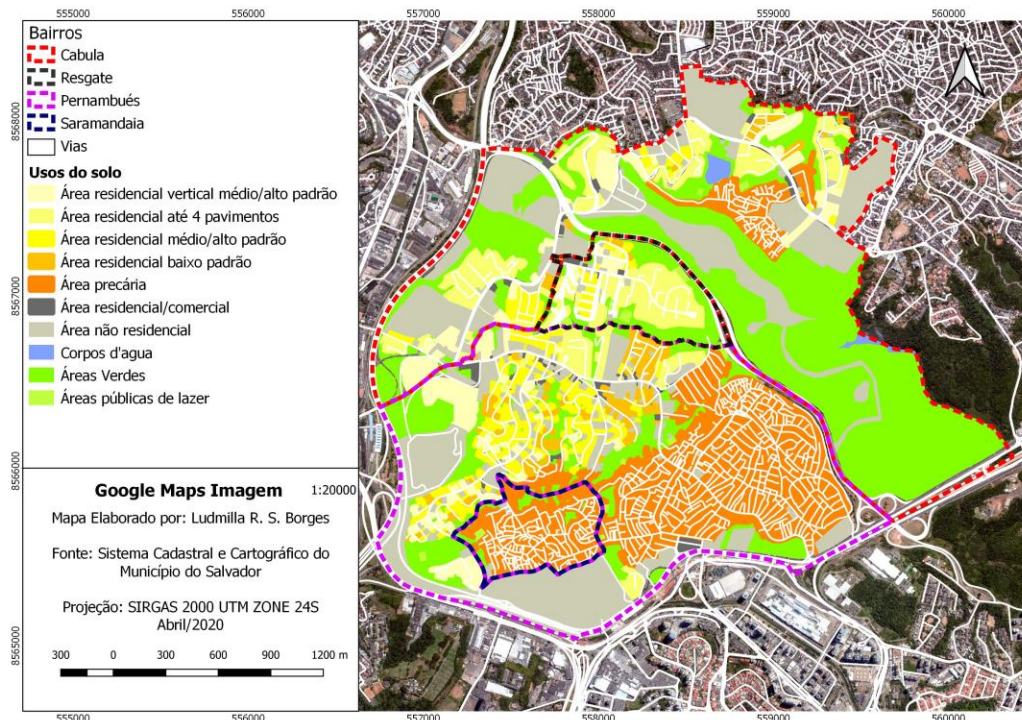 555000 556000 557000 558000 559000 560000
Bairros
Cabula
Resgate
Pernambués
Saramandaia
Vias
Usos do solo
Área residencial vertical médio/alto padrão
Área residencial até 4 pavimentos
Área residencial médio/alto padrão
Área residencial baixo padrão
Área precária
Área residencial/comercial
Área não residencial
Corpos d'agua
Áreas Verdes
Áreas públicas de lazer
8568000
8567000
8566000
8565000
Google Maps Imagem 1:20000
Mapa Elaborado por: Ludmilla R. S. Borges
Fonte: Sistema Cadastral e Cartográfico do
Município do Salvador
Projeção: SIRGAS 2000 UTM ZONE 24S
Abril/2020
300 0 300 600 900 1200 m
555000 556000 557000 558000 559000 560000